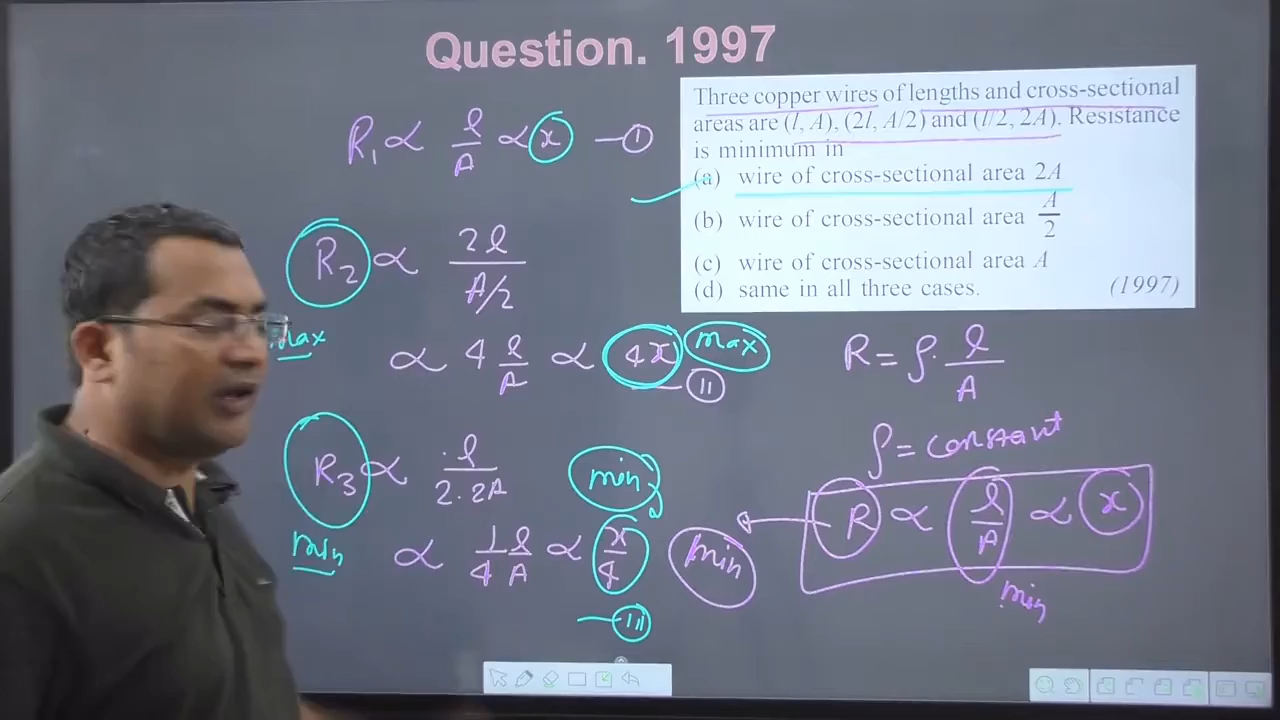 Question. 1997
Three copper wires of lengths and cross-sectional
areas are (l, A), (2l, A/2) and (l/2, 2A). Resistance
is minimum in
(a) wire of cross-sectional area 2A
(b) wire of cross-sectional area A/2
(c) wire of cross-sectional area A
(d) same in all three cases. (1997)
R₁ ∝ l/A ∝ x — I
R₂ ∝ 2l / A/2
max
∝ 4 l/A ∝ 4x max
— II
R₃ ∝ l / 2·2A
min
min
∝ 1/4 l/A ∝ x/4
— III
R = ρ· l/A
ρ = constant
R ∝ l/A ∝ x
min
min